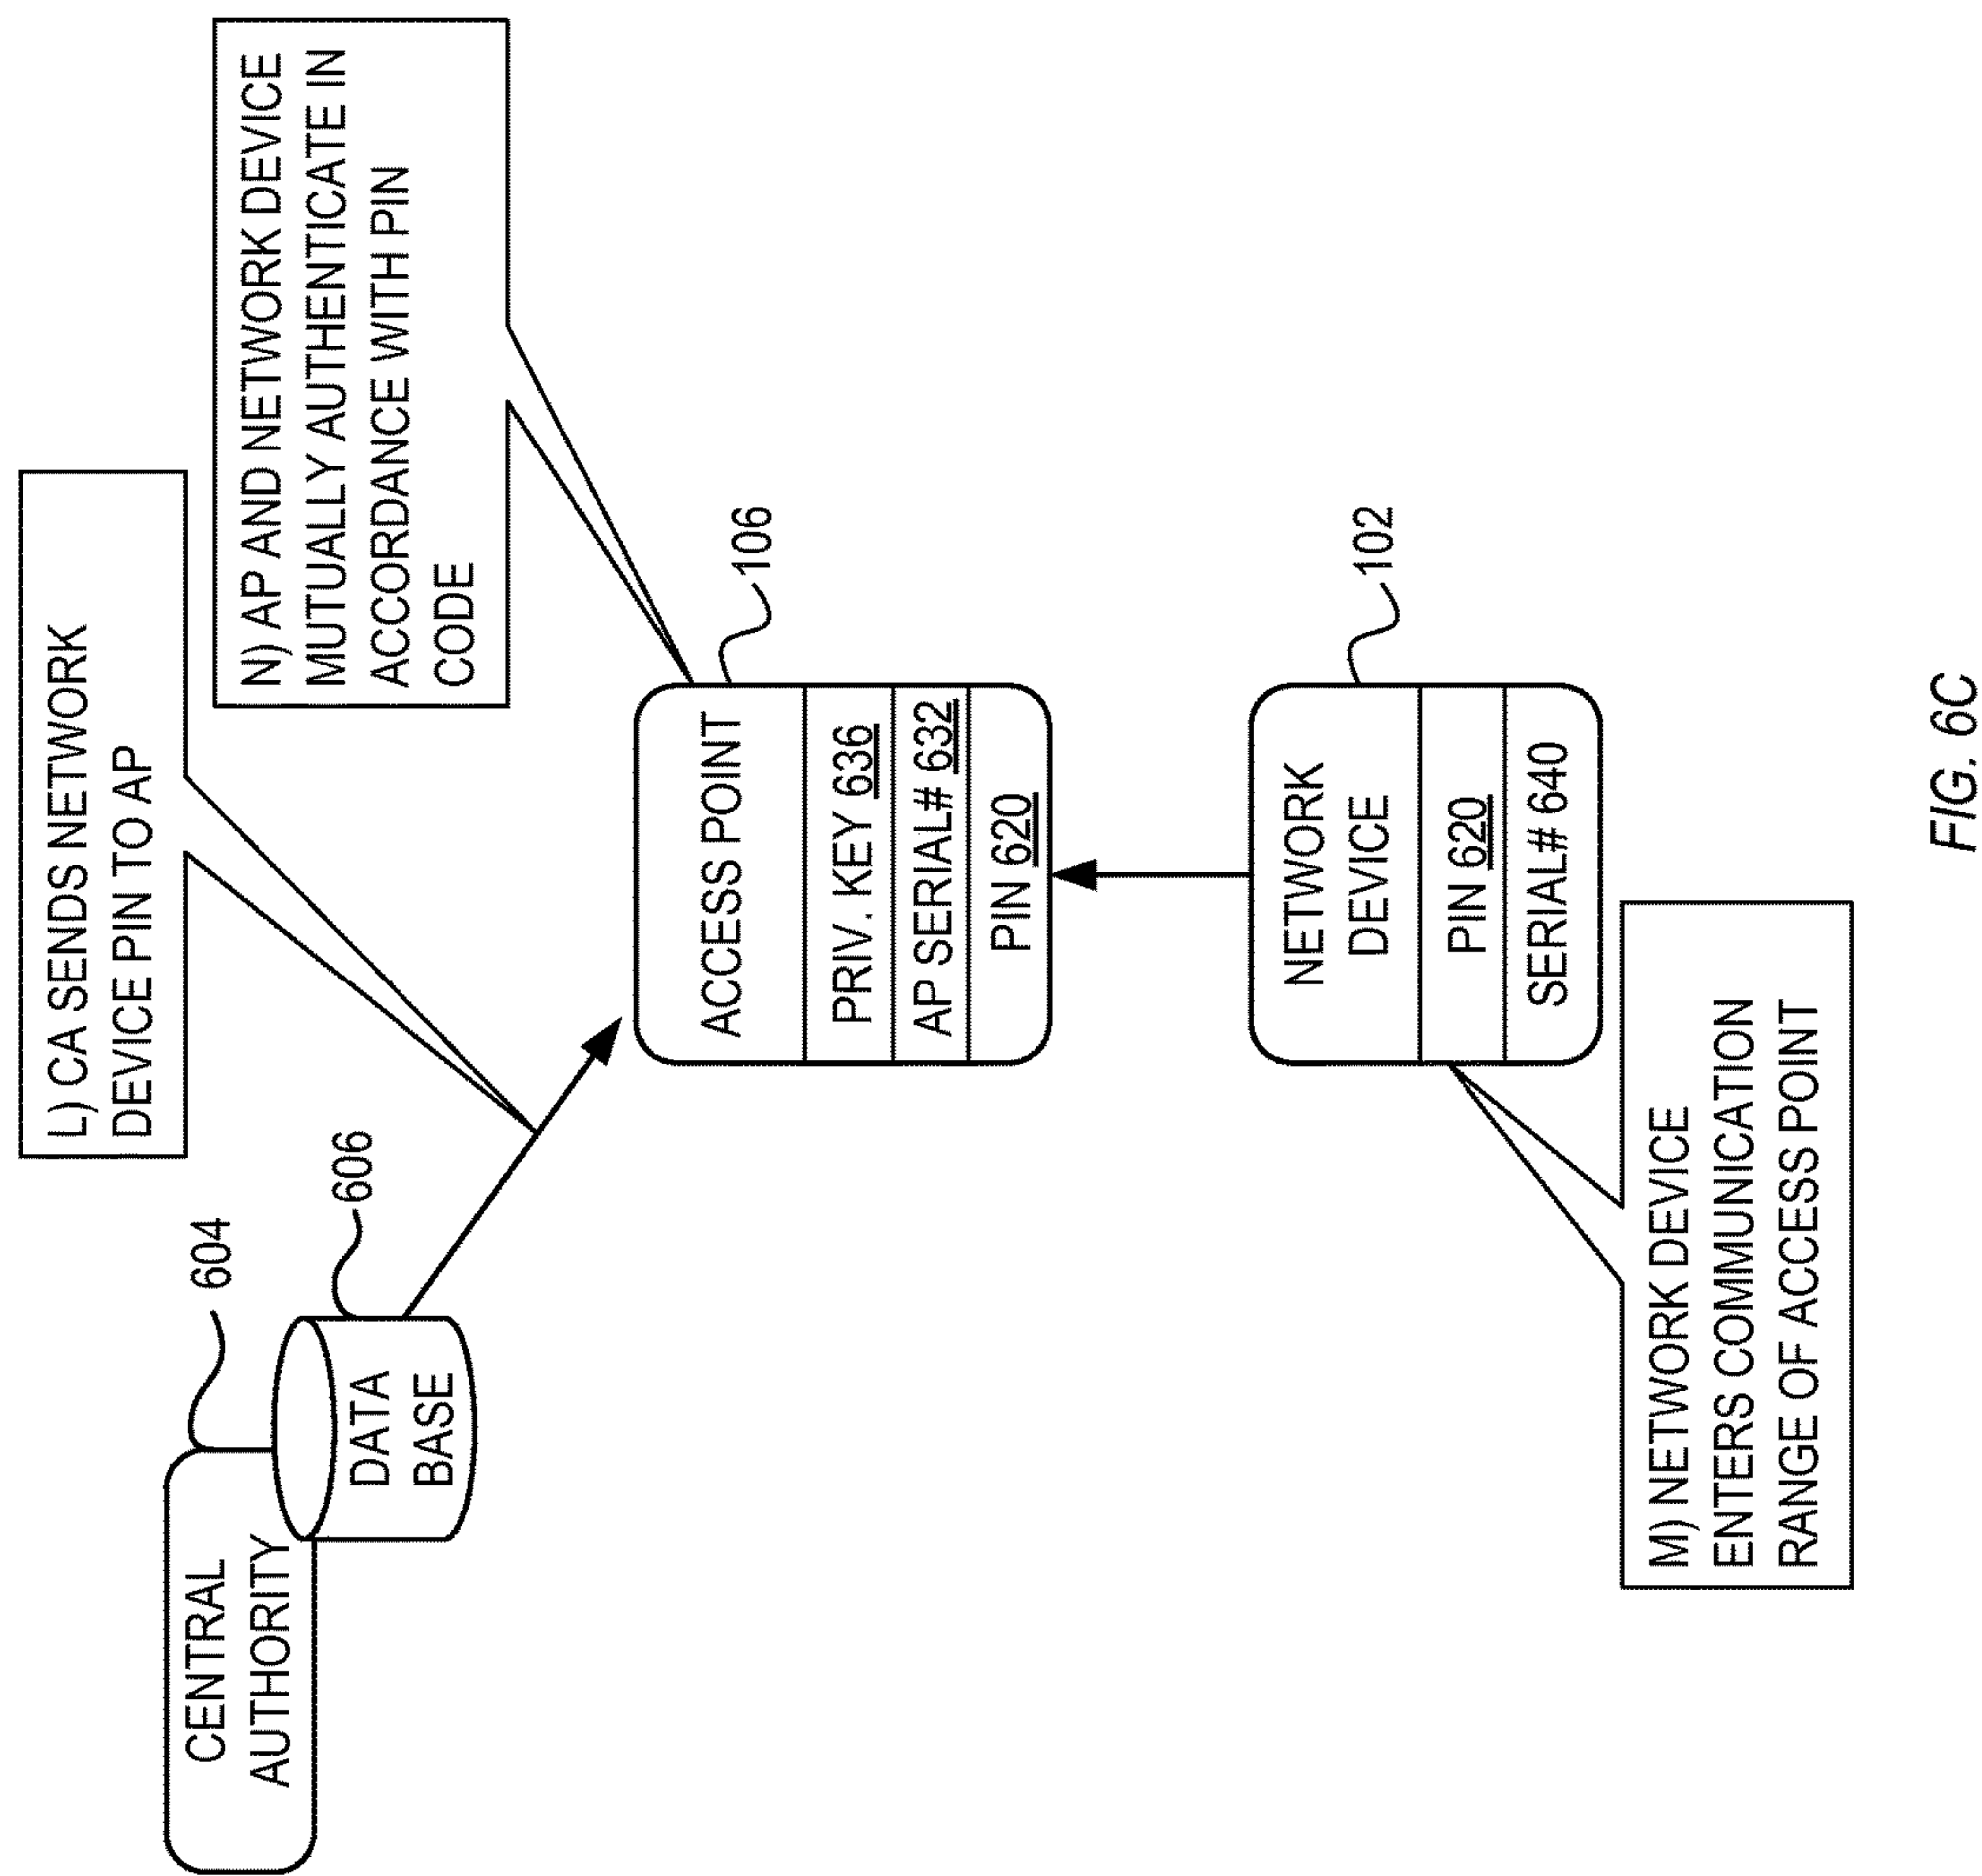 L) CA SENDS NETWORK
DEVICE PIN TO AP
N) AP AND NETWORK DEVICE
MUTUALLY AUTHENTICATE IN
ACCORDANCE WITH PIN
CODE
604
606
CENTRAL
AUTHORITY
DATA
BASE
106
ACCESS POINT
PRIV. KEY 636
AP SERIAL# 632
PIN 620
102
NETWORK
DEVICE
PIN 620
SERIAL# 640
M) NETWORK DEVICE
ENTERS COMMUNICATION
RANGE OF ACCESS POINT
FIG. 6C